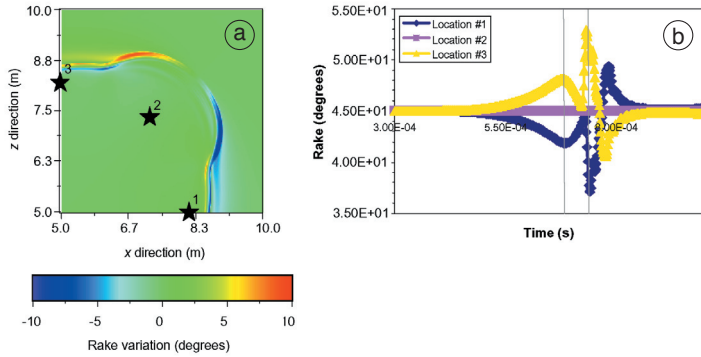 10.0
8.8
7.5
6.3
5.0
z direction (m)
a
3
2
1
5.0 6.7 8.3 10.0
x direction (m)
-10 -5 0 5 10
Rake variation (degrees)
5.50E+01
5.00E+01
4.50E+01
4.00E+01
3.50E+01
Rake (degrees)
Location #1
Location #2
Location #3
b
3.00E-04 5.50E-04 8.00E-04
Time (s)